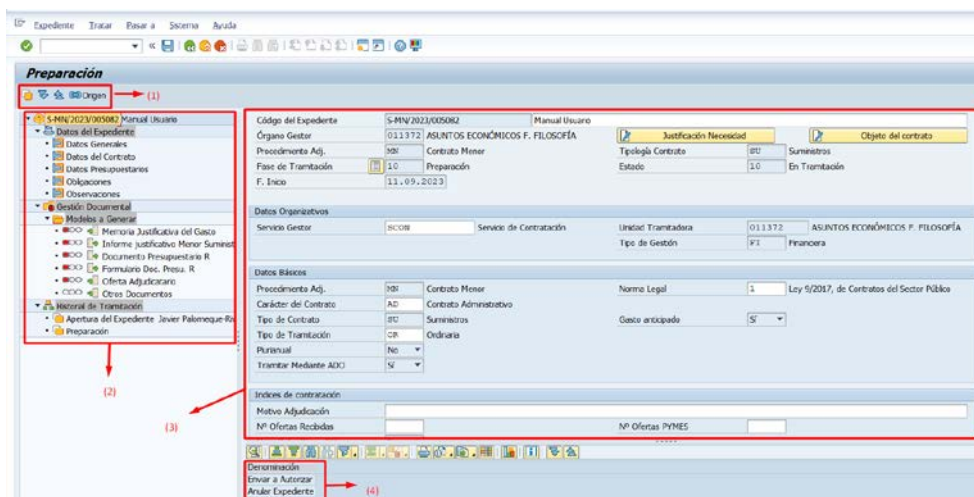 Expediente Tratar Pasar a Sistema Ayuda
Preparación
Origen (1)
S-MN/2023/005082 Manual Usuario
Datos del Expediente
Datos Generales
Datos del Contrato
Datos Presupuestarios
Obligaciones
Observaciones
Gestión Documental
Modelos a Generar
Memoria Justificativa del Gasto
Informe justificativo Menor Suminist
Documento Presupuestario R
Formulario Doc. Presu. R
Oferta Adjudicatario
Otros Documentos
Historial de Tramitación
Apertura del Expediente Javier Palomeque-Riv
Preparación
(2)
(3)
Código del Expediente S-MN/2023/005082 Manual Usuario
Órgano Gestor 011372 ASUNTOS ECONÓMICOS F. FILOSOFÍA Justificación Necesidad Objeto del contrato
Procedimiento Adj. MN Contrato Menor Tipología Contrato SU Suministros
Fase de Tramitación 10 Preparación Estado 10 En Tramitación
F. Inicio 11.09.2023
Datos Organizativos
Servicio Gestor SCON Servicio de Contratación Unidad Tramitadora 011372 ASUNTOS ECONÓMICOS F. FILOSOFÍA
Tipo de Gestión FI Financera
Datos Básicos
Procedimiento Adj. MN Contrato Menor Norma Legal 1 Ley 9/2017, de Contratos del Sector Público
Carácter del Contrato AD Contrato Administrativo
Tipo de Contrato SU Suministros Gasto anticipado SÍ
Tipo de Tramitación OR Ordinaria
Plurianual No
Tramitar Mediante ADO SÍ
Indices de contratación
Motivo Adjudicación
Nº Ofertas Recibidas Nº Ofertas PYMES
Denominación
Enviar a Autorizar
Anular Expediente (4)